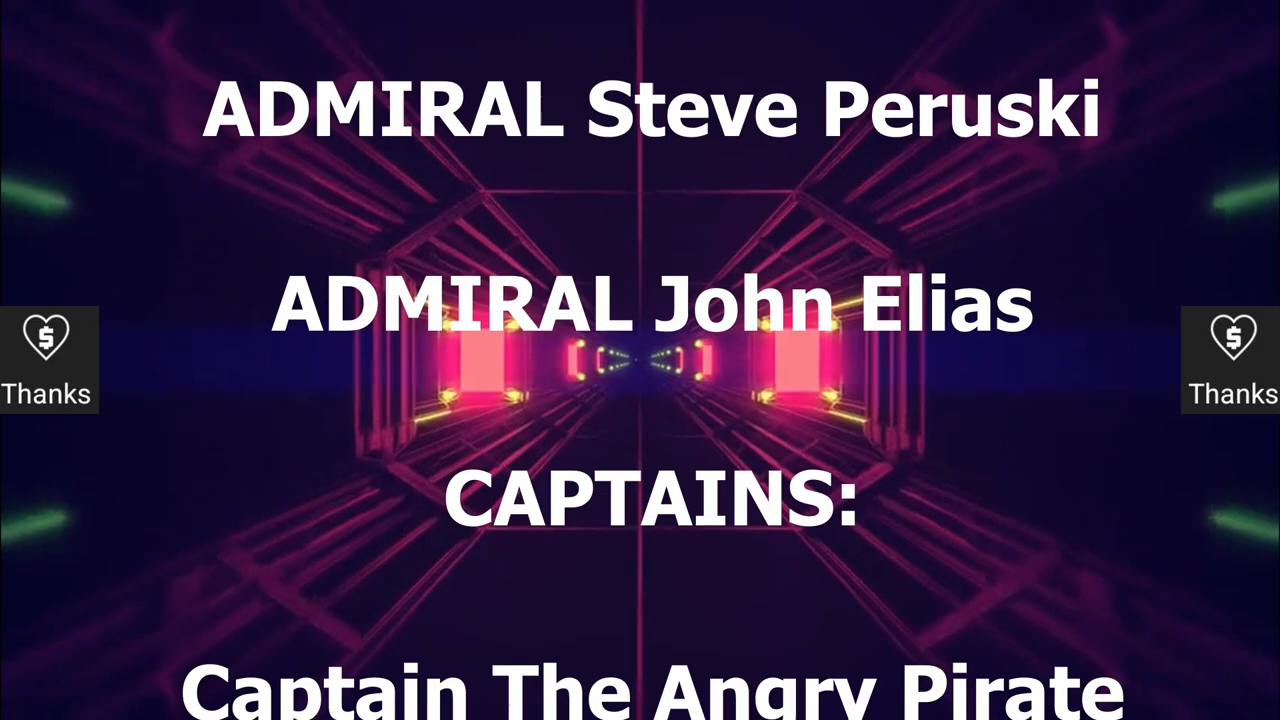 ADMIRAL Steve Peruski
ADMIRAL John Elias
$
Thanks
$
Thanks
CAPTAINS:
Captain The Angry Pirate